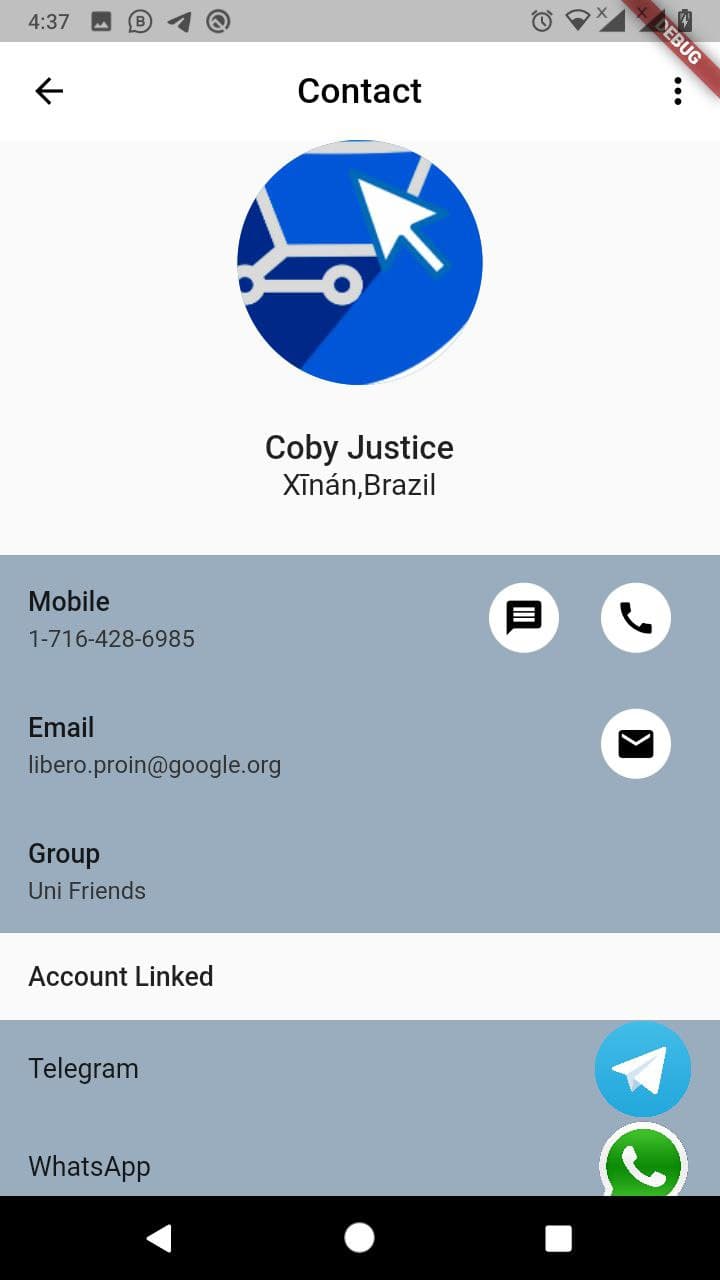 4:37
DEBUG
Contact
Coby Justice
Xīnán,Brazil
Mobile
1-716-428-6985
Email
libero.proin@google.org
Group
Uni Friends
Account Linked
Telegram
WhatsApp